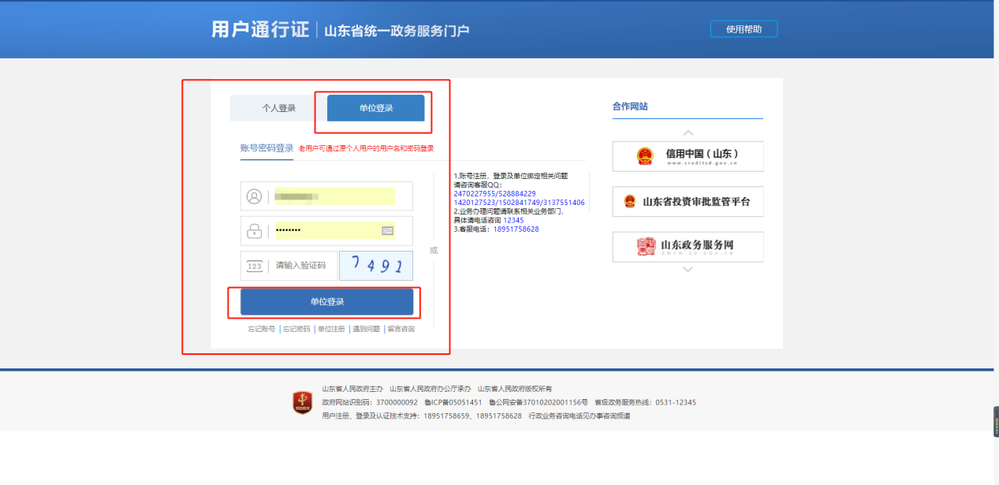 用户通行证 | 山东省统一政务服务门户
使用帮助
个人登录
单位登录
账号密码登录 老用户可通过原个人用户的用户名和密码登录
请输入验证码
7491
单位登录
忘记账号 | 忘记密码 | 单位注册 | 遇到问题 | 留言咨询
或
1.账号注册，登录及单位绑定相关问题
请咨询客服QQ：
2470227955/528884229
1420127523/1502841749/3137551406
2.业务办理问题请联系相关业务部门，
具体请电话咨询 12345
3.客服电话：18951758628
合作网站
信用中国（山东）
www.creditsd.gov.cn
山东省投资审批监管平台
山东政务服务网
ZWFW.SD.GOV.CN
山东省人民政府主办 山东省人民政府办公厅承办 山东省人民政府版权所有
政府网站识别码：3700000092 鲁ICP备05051451 鲁公网安备37010202001156号 省级政务服务热线：0531-12345
用户注册、登录及认证技术支持：18951758659、18951758628 行政业务咨询电话见办事咨询频道